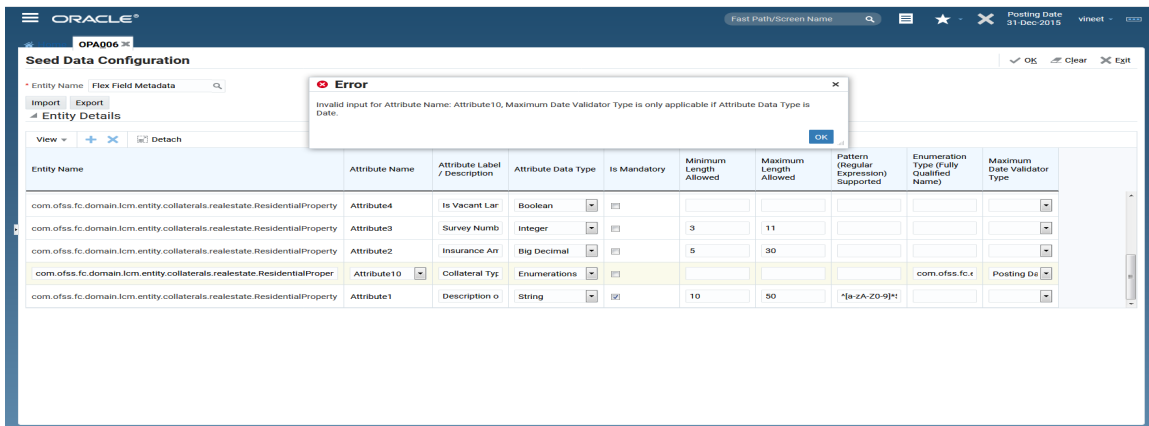 ORACLE®
Fast Path/Screen Name
Posting Date
31-Dec-2015
vineet
OPA006
Seed Data Configuration
OK Clear Exit
* Entity Name Flex Field Metadata
Import Export
Entity Details
Error
Invalid input for Attribute Name: Attribute10, Maximum Date Validator Type is only applicable if Attribute Data Type is
Date.
OK
View Detach
Entity Name Attribute Name Attribute Label / Description Attribute Data Type Is Mandatory Minimum Length Allowed Maximum Length Allowed Pattern (Regular Expression) Supported Enumeration Type (Fully Qualified Name) Maximum Date Validator Type
com.ofss.fc.domain.lcm.entity.collaterals.realestate.ResidentialProperty Attribute4 Is Vacant Lar Boolean
com.ofss.fc.domain.lcm.entity.collaterals.realestate.ResidentialProperty Attribute3 Survey Numb Integer 3 11
com.ofss.fc.domain.lcm.entity.collaterals.realestate.ResidentialProperty Attribute2 Insurance Am Big Decimal 5 30
com.ofss.fc.domain.lcm.entity.collaterals.realestate.ResidentialProper Attribute10 Collateral Typ Enumerations com.ofss.fc.e Posting Da
com.ofss.fc.domain.lcm.entity.collaterals.realestate.ResidentialProperty Attribute1 Description o String 10 50 ^[a-zA-Z0-9]*$